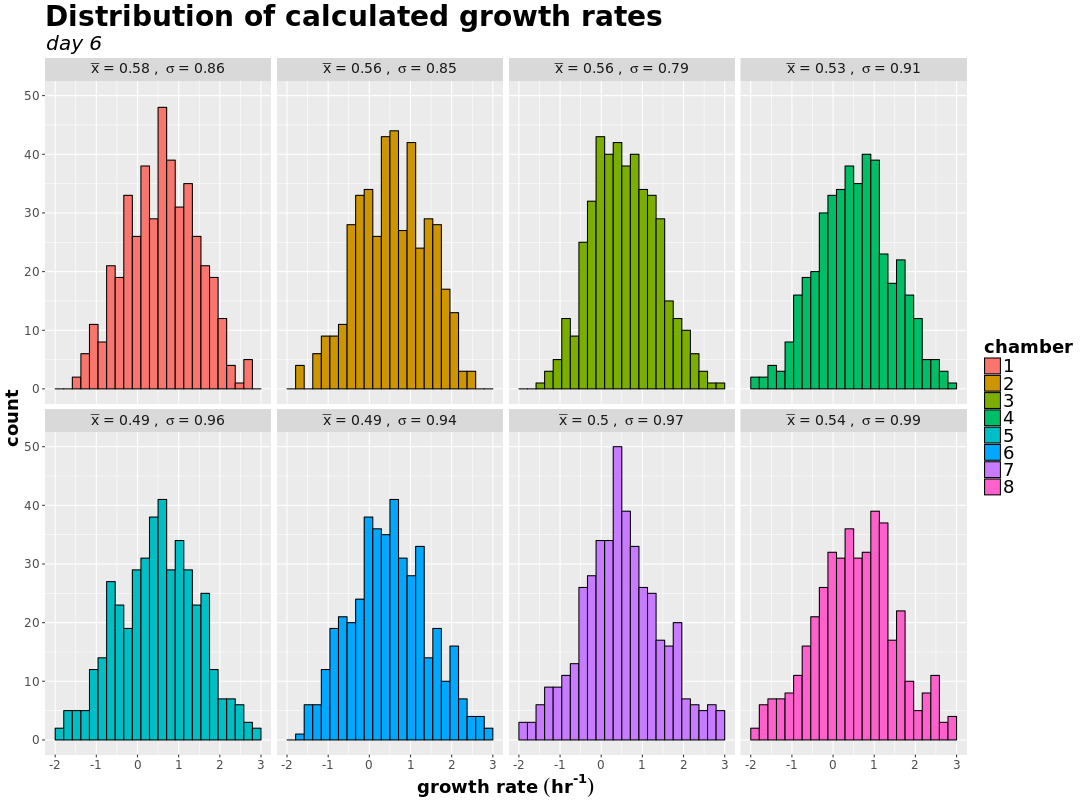 Distribution of calculated growth rates
day 6
x̅ = 0.58 , σ = 0.86
x̅ = 0.56 , σ = 0.85
x̅ = 0.56 , σ = 0.79
x̅ = 0.53 , σ = 0.91
50
40
30
20
10
0
count
x̅ = 0.49 , σ = 0.96
x̅ = 0.49 , σ = 0.94
x̅ = 0.5 , σ = 0.97
x̅ = 0.54 , σ = 0.99
50
40
30
20
10
0
-2 -1 0 1 2 3
-2 -1 0 1 2 3
-2 -1 0 1 2 3
-2 -1 0 1 2 3
growth rate (hr⁻¹)
chamber
1
2
3
4
5
6
7
8